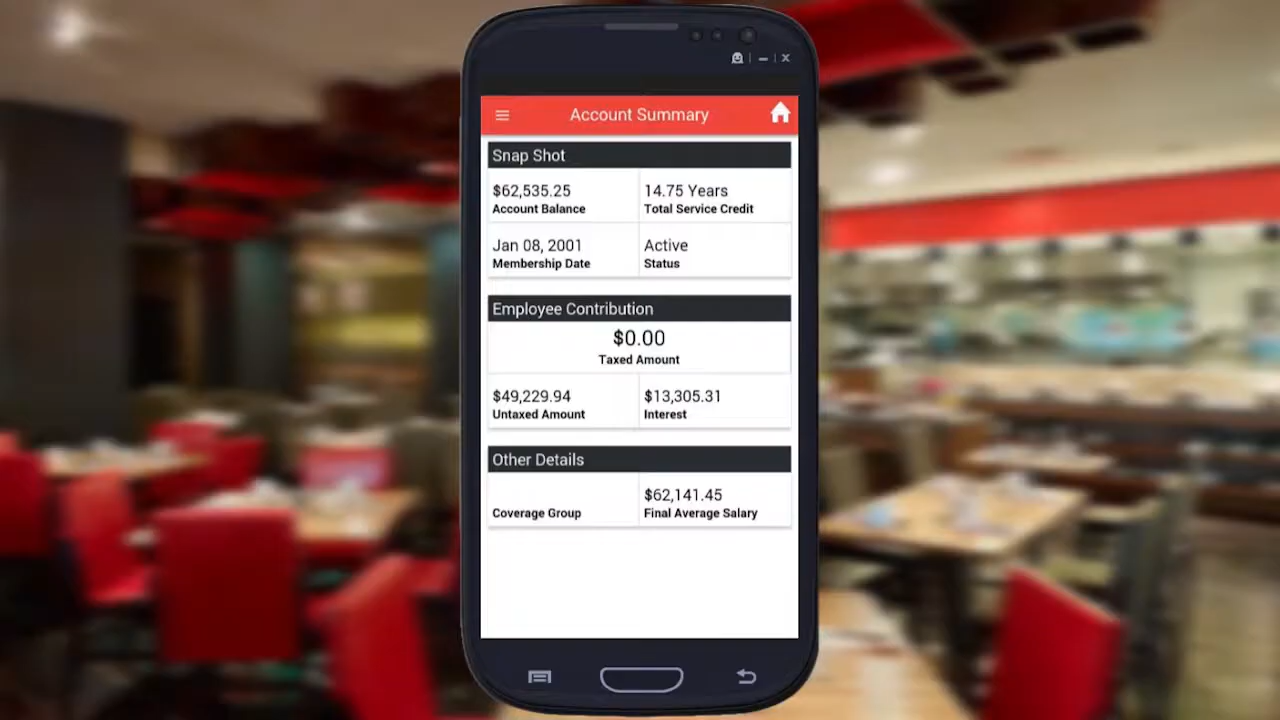 Account Summary
Snap Shot
$62,535.25
Account Balance
14.75 Years
Total Service Credit
Jan 08, 2001
Membership Date
Active
Status
Employee Contribution
$0.00
Taxed Amount
$49,229.94
Untaxed Amount
$13,305.31
Interest
Other Details
Coverage Group
$62,141.45
Final Average Salary